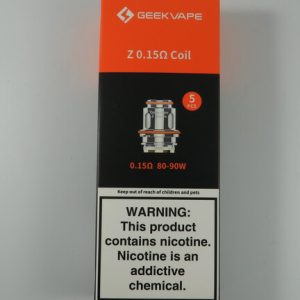 GEEKVAPE
Z 0.15Ω Coil
5
PCS
0.15Ω 80-90W
Keep out of reach of children and pets
WARNING:
This product
contains nicotine.
Nicotine is an
addictive
chemical.